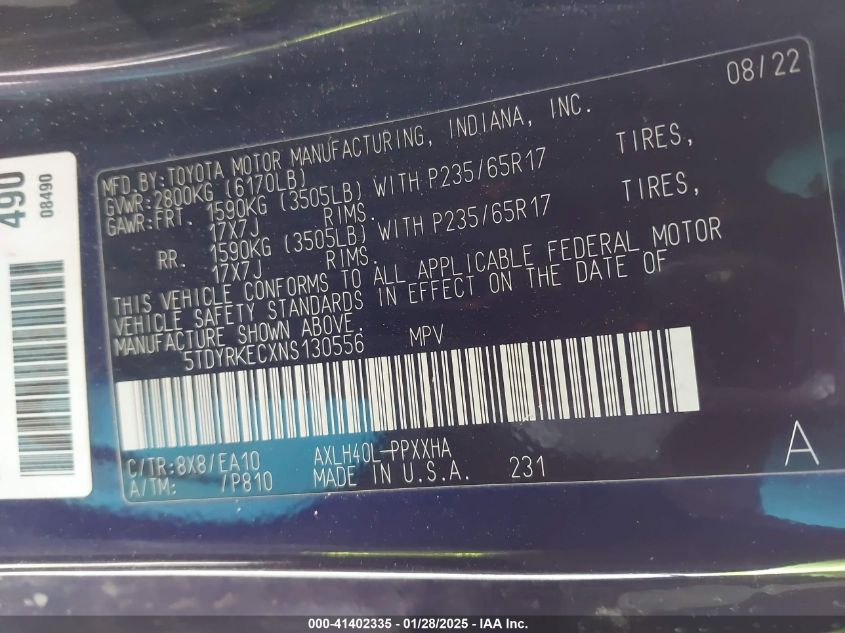 490
08490
08/22
MFD.BY:TOYOTA MOTOR MANUFACTURING, INDIANA, INC.
GVWR:2800KG (6170LB)
GAWR:FRT. 1590KG (3505LB) WITH P235/65R17 TIRES,
17X7J RIMS.
RR. 1590KG (3505LB) WITH P235/65R17 TIRES,
17X7J RIMS.
THIS VEHICLE CONFORMS TO ALL APPLICABLE FEDERAL MOTOR
VEHICLE SAFETY STANDARDS IN EFFECT ON THE DATE OF
MANUFACTURE SHOWN ABOVE.
5TDYRKECXNS130556 MPV
C/TR:8X8/EA10 AXLH40L-PPXXHA
A/TM: /P810 MADE IN U.S.A. 231
A
000-41402335 - 01/28/2025 - IAA Inc.